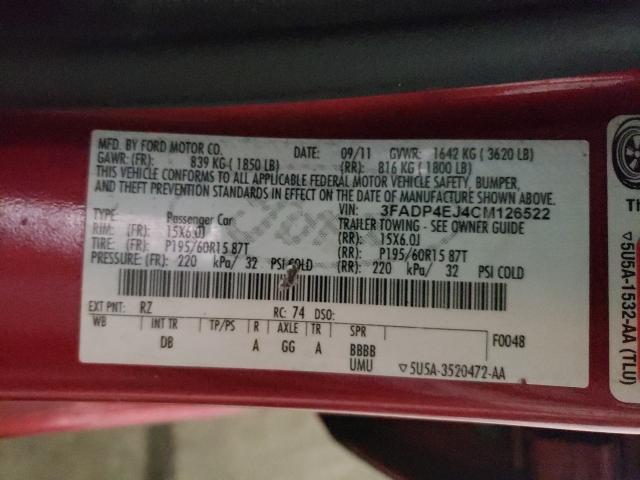 MFD. BY FORD MOTOR CO. DATE: 09/11 GVWR: 1642 KG ( 3620 LB)
GAWR: (FR): 839 KG ( 1850 LB) (RR): 816 KG ( 1800 LB)
THIS VEHICLE CONFORMS TO ALL APPLICABLE FEDERAL MOTOR VEHICLE SAFETY, BUMPER,
AND THEFT PREVENTION STANDARDS IN EFFECT ON THE DATE OF MANUFACTURE SHOWN ABOVE.
VIN: 3FADP4EJ4CM126522
TYPE: Passenger Car TRAILER TOWING - SEE OWNER GUIDE
RIM: (FR): 15X6.0J (RR): 15X6.0J
TIRE: (FR): P195/60R15 87T (RR): P195/60R15 87T
PRESSURE: (FR): 220 kPa/ 32 PSI COLD (RR): 220 kPa/ 32 PSI COLD
EXT PNT: RZ RC: 74 DSO:
WB INT TR TP/PS R AXLE TR SPR F0048
DB A GG A BBBB
UMU ▽5U5A-3520472-AA
Th
▽5U5A-1532-AA (TLU)